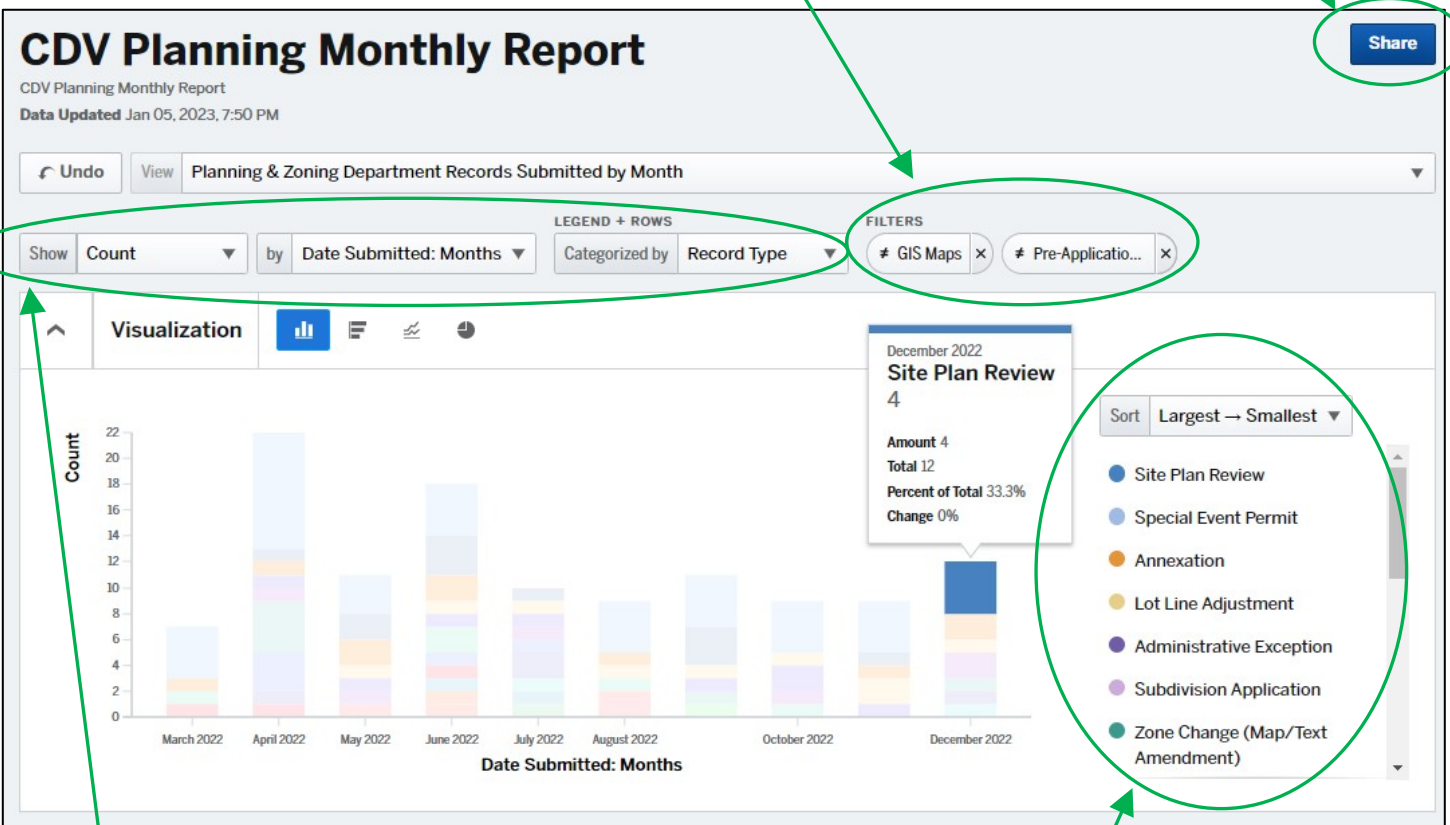 CDV Planning Monthly Report
Share
CDV Planning Monthly Report
Data Updated Jan 05, 2023, 7:50 PM
Undo View Planning & Zoning Department Records Submitted by Month
LEGEND + ROWS FILTERS
Show Count by Date Submitted: Months Categorized by Record Type ≠ GIS Maps × ≠ Pre-Applicatio... ×
Visualization
December 2022
Site Plan Review
4
Amount 4
Total 12
Percent of Total 33.3%
Change 0%
Sort Largest → Smallest
Site Plan Review
Special Event Permit
Annexation
Lot Line Adjustment
Administrative Exception
Subdivision Application
Zone Change (Map/Text
Amendment)
Count
22
20
18
16
14
12
10
8
6
4
2
0
March 2022 April 2022 May 2022 June 2022 July 2022 August 2022 October 2022 December 2022
Date Submitted: Months